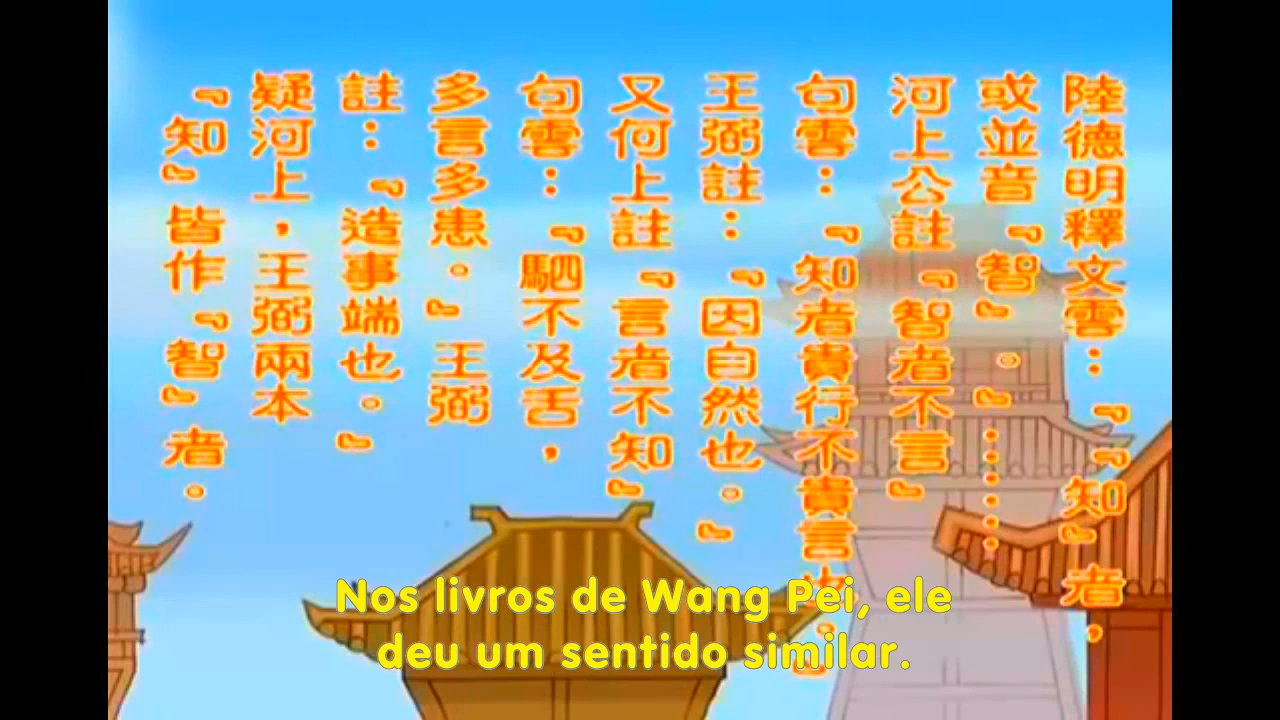 陸德明釋文雲：『『知』者，
或並音『智』。』⋯⋯
河上公註『智者不言』
句雲：『知者貴行不貴言也。』
王弼註：『因自然也。』
又何上註『言者不知』
句雲：『駟不及舌，
多言多患。』王弼
註：『造事端也。』
疑河上，王弼兩本
『知』皆作『智』者。
Nos livros de Wang Pei, ele
deu um sentido similar.